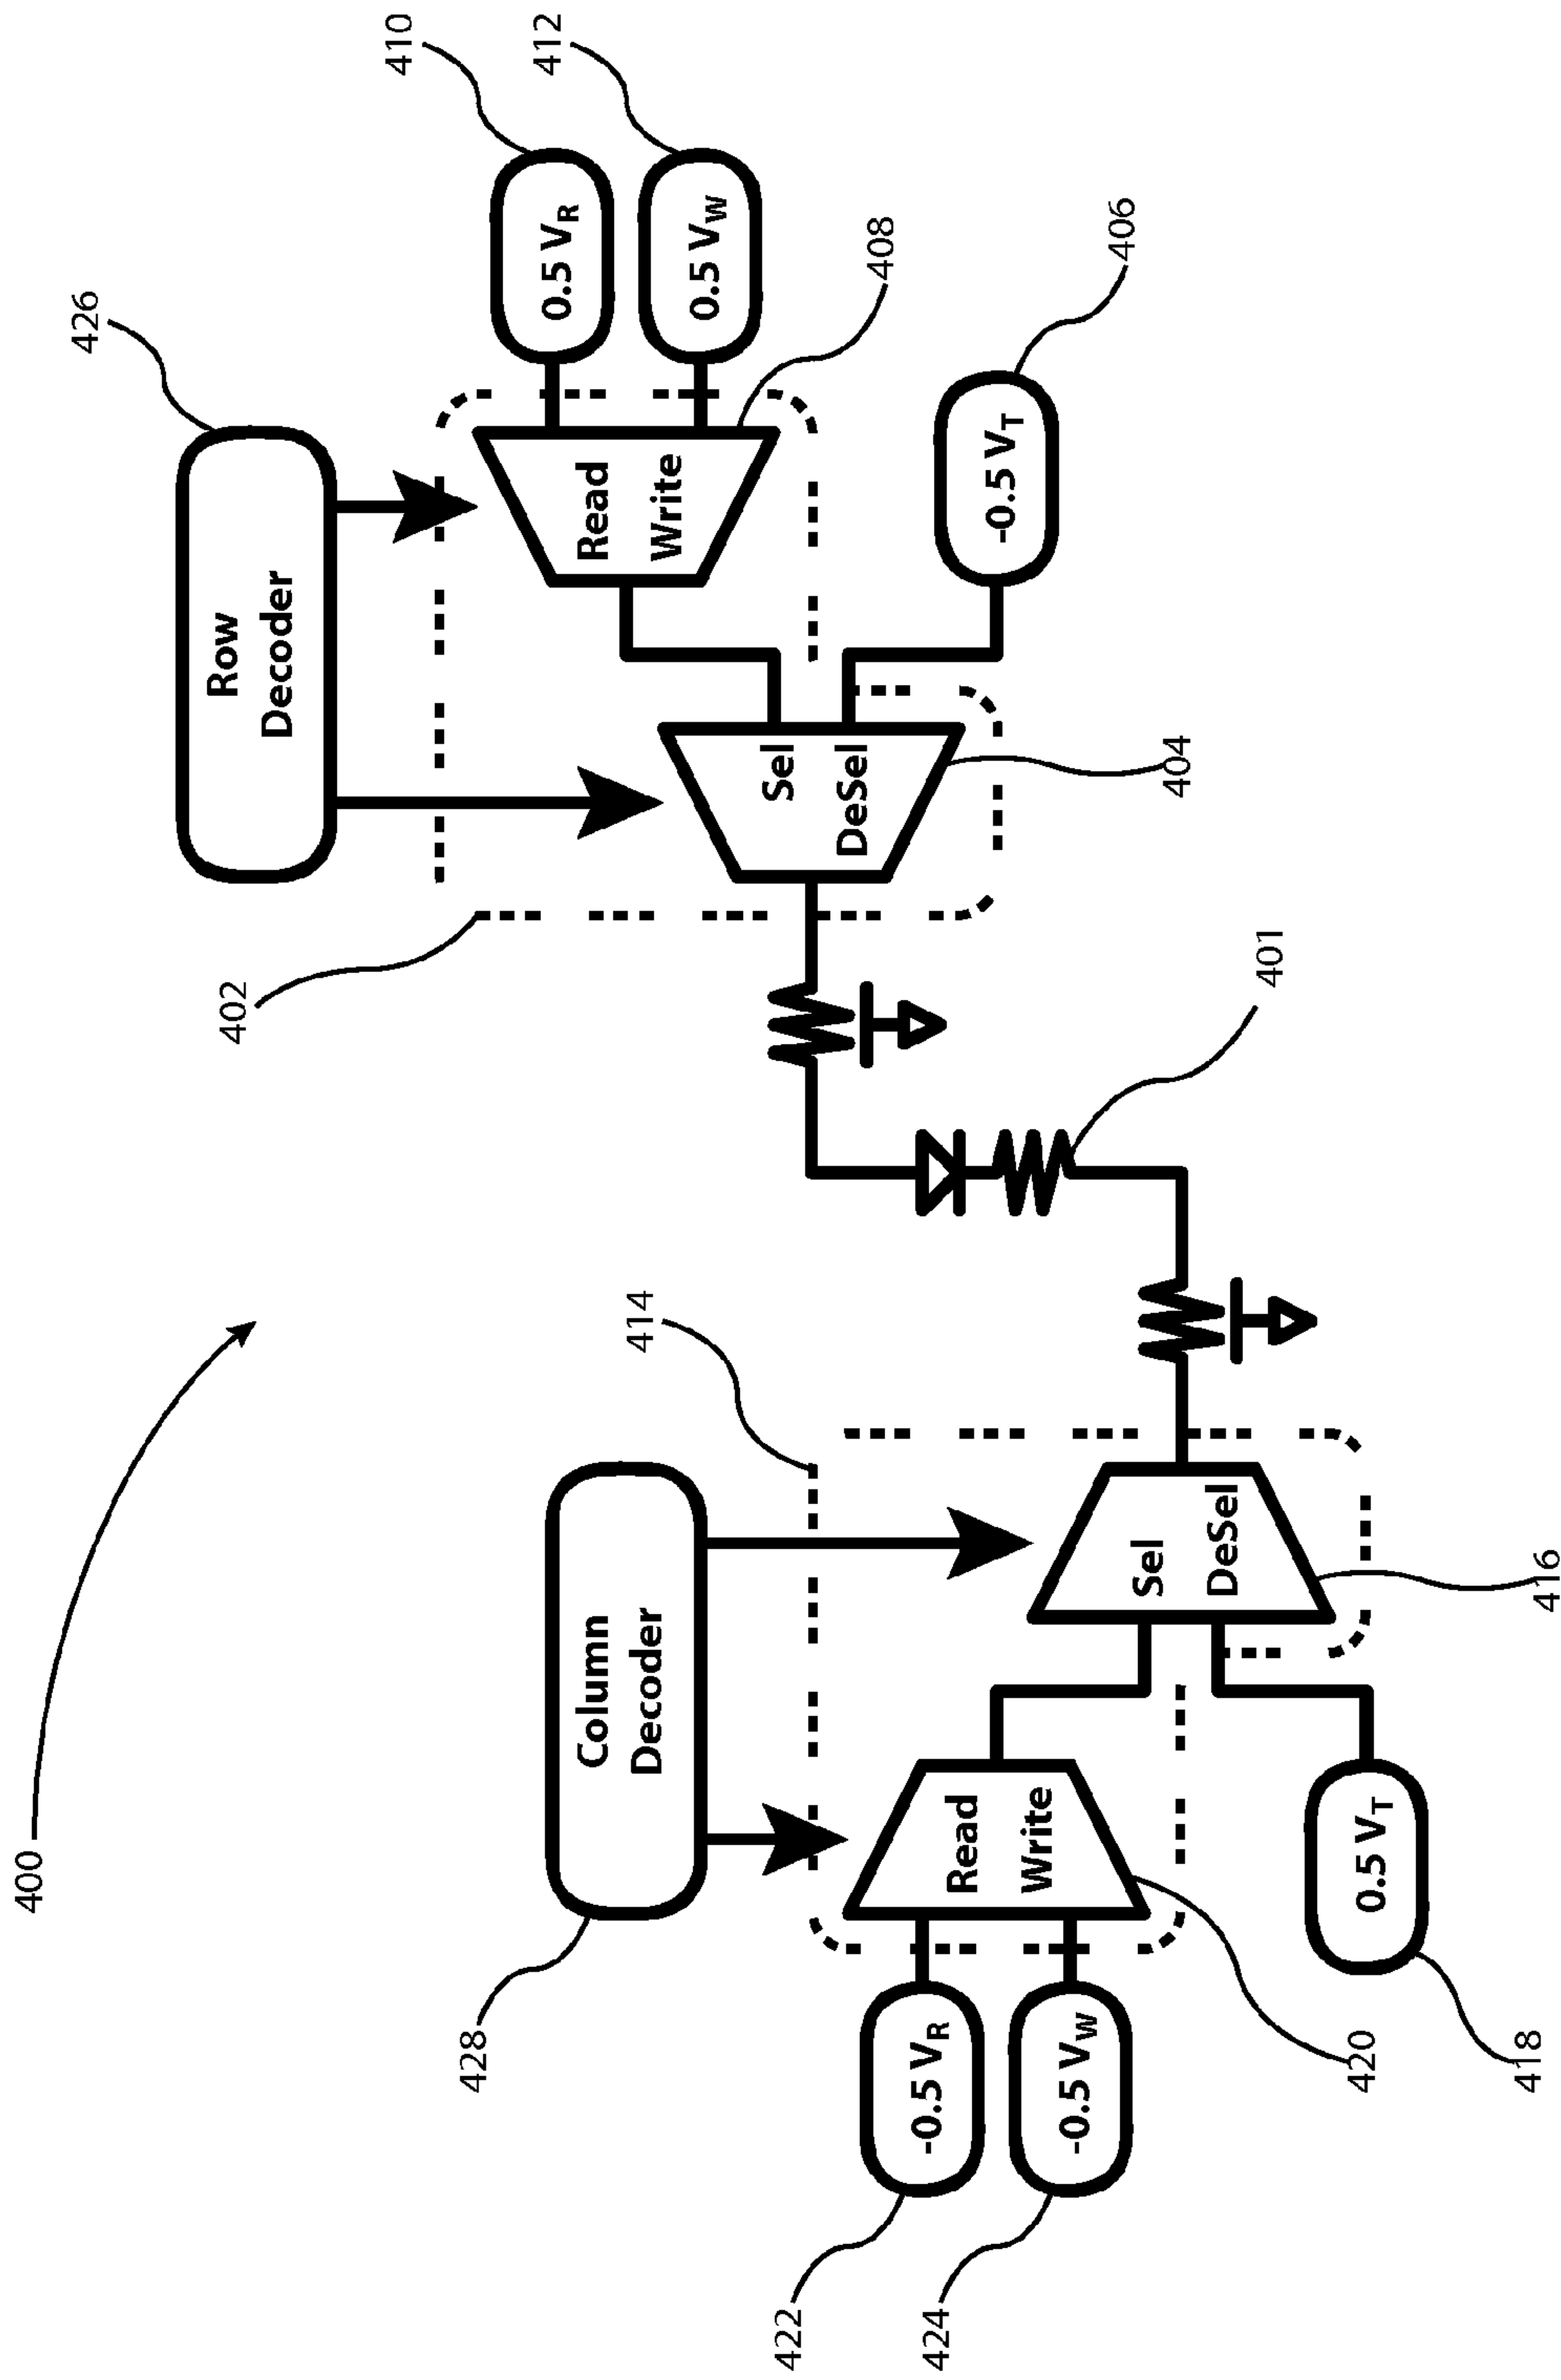 400
428
Column
Decoder
414
422
-0.5 V_R
424
-0.5 V_W
Read
Write
420
Sel
DeSel
416
418
0.5 V_T
401
402
426
Row
Decoder
Sel
DeSel
404
Read
Write
408
410
0.5 V_R
412
0.5 V_W
406
-0.5 V_T